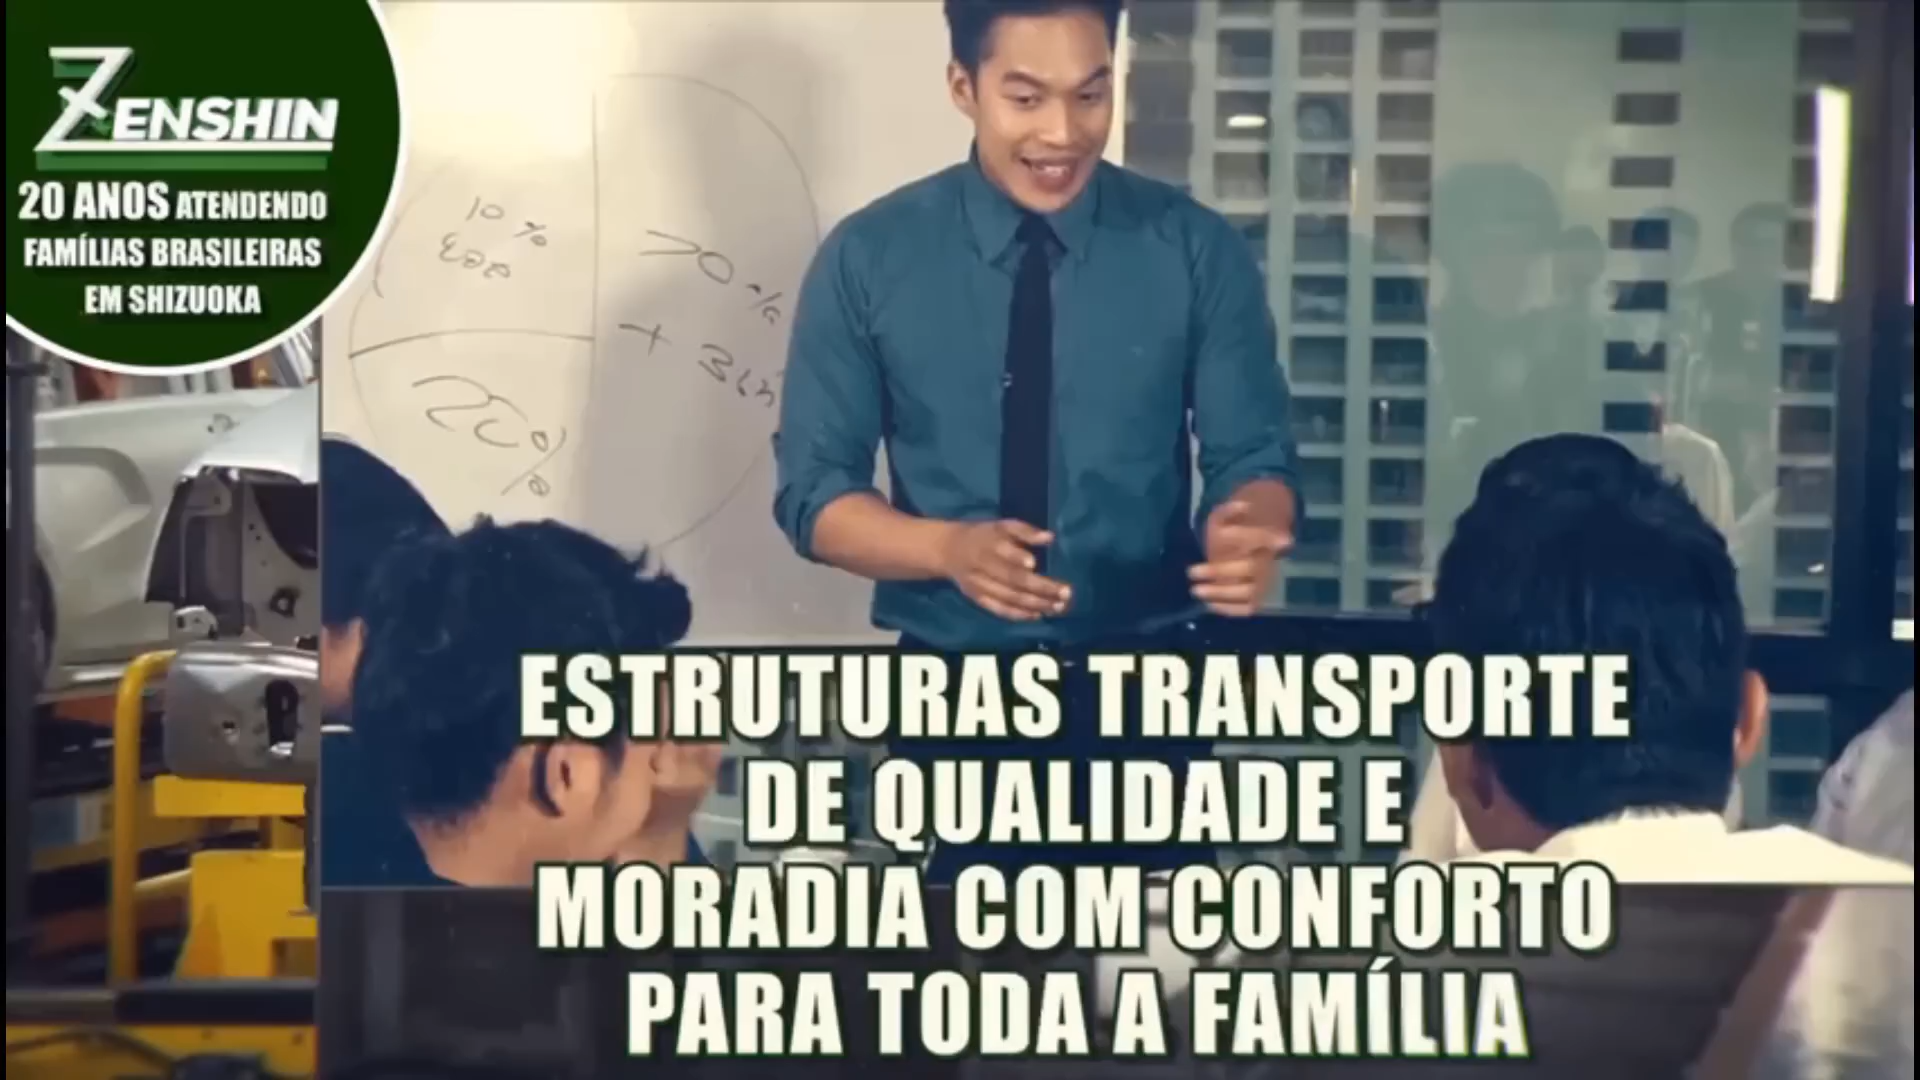 ZENSHIN
20 ANOS ATENDENDO
FAMÍLIAS BRASILEIRAS
EM SHIZUOKA
10 %
70 %
20 %
ESTRUTURAS TRANSPORTE
DE QUALIDADE E
MORADIA COM CONFORTO
PARA TODA A FAMÍLIA